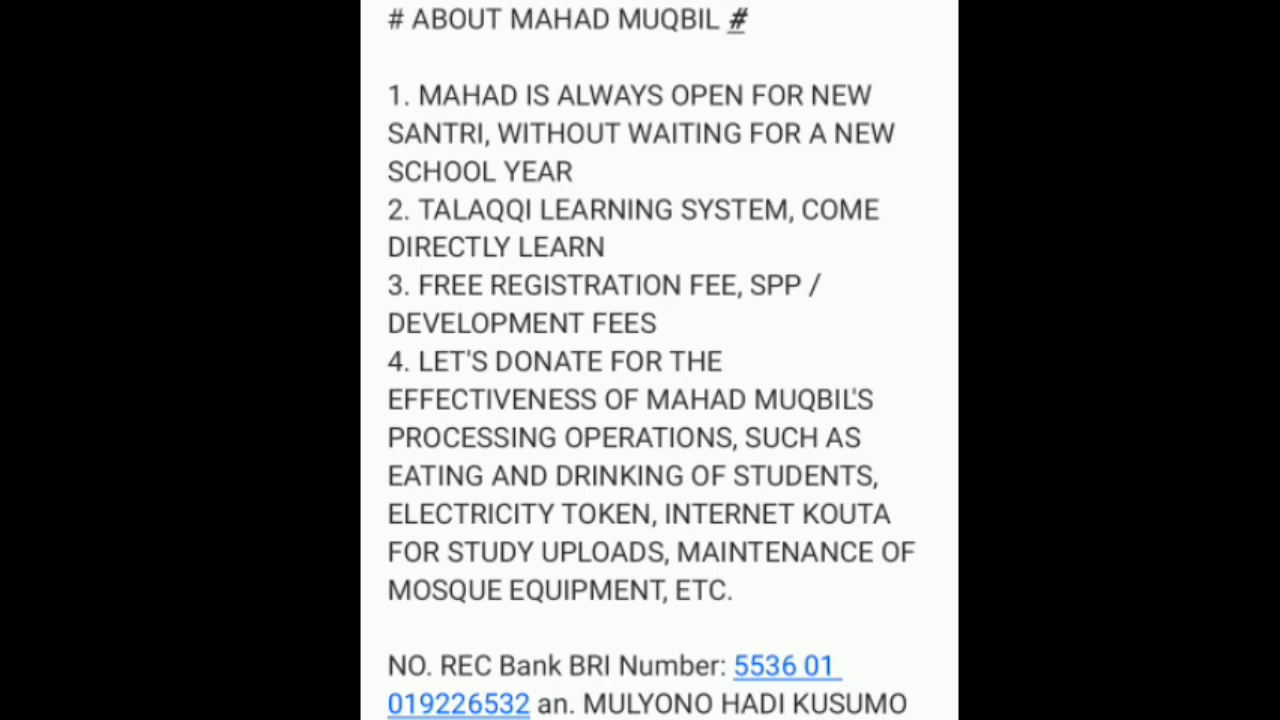 # ABOUT MAHAD MUQBIL #
1. MAHAD IS ALWAYS OPEN FOR NEW
SANTRI, WITHOUT WAITING FOR A NEW
SCHOOL YEAR
2. TALAQQI LEARNING SYSTEM, COME
DIRECTLY LEARN
3. FREE REGISTRATION FEE, SPP /
DEVELOPMENT FEES
4. LET'S DONATE FOR THE
EFFECTIVENESS OF MAHAD MUQBIL'S
PROCESSING OPERATIONS, SUCH AS
EATING AND DRINKING OF STUDENTS,
ELECTRICITY TOKEN, INTERNET KOUTA
FOR STUDY UPLOADS, MAINTENANCE OF
MOSQUE EQUIPMENT, ETC.
NO. REC Bank BRI Number: 5536 01
019226532 an. MULYONO HADI KUSUMO